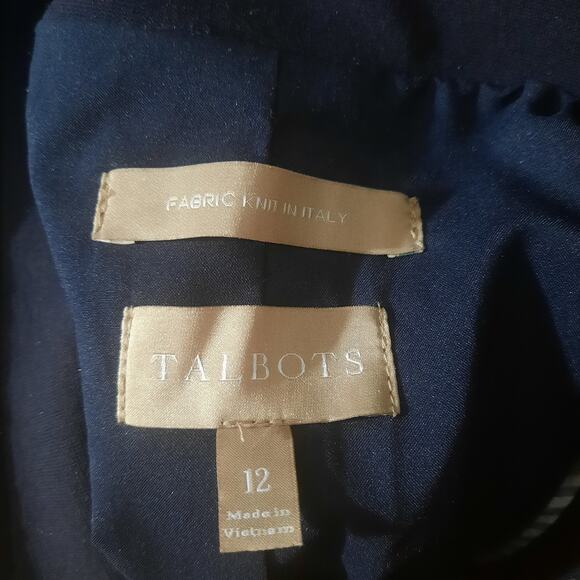 FABRIC KNIT IN ITALY
TALBOTS
12
Made in
Vietnam